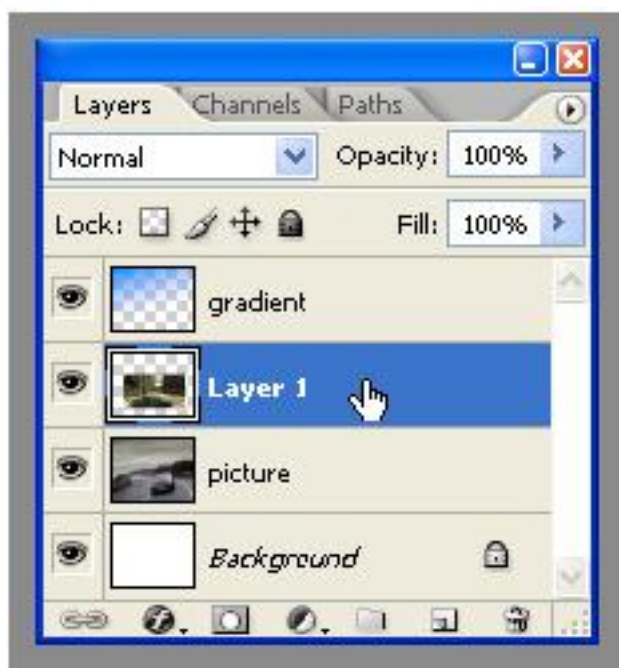 Layers Channels Paths
Normal Opacity: 100%
Lock: Fill: 100%
gradient
Layer 1
picture
Background